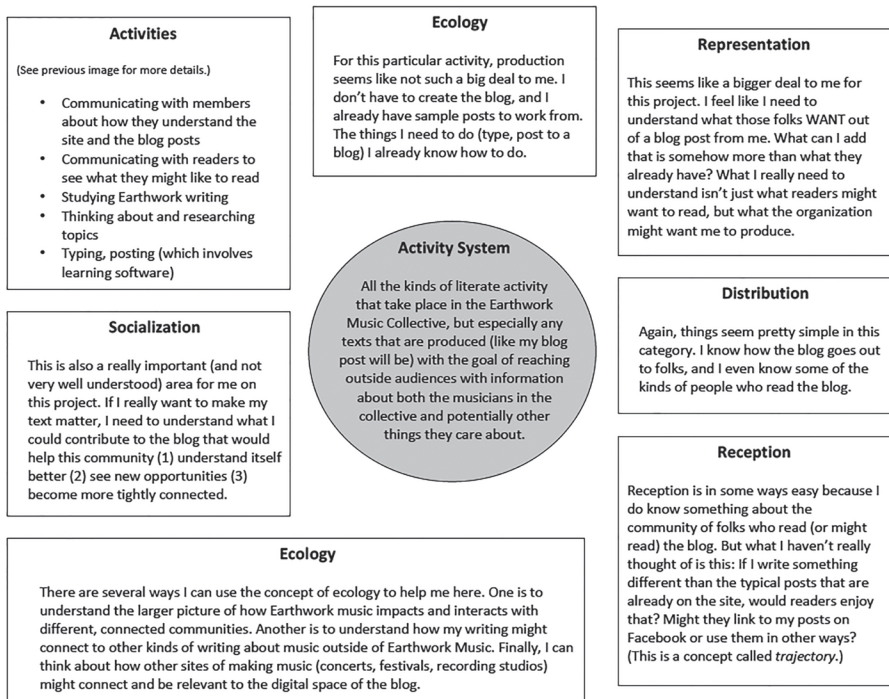 Activities
(See previous image for more details.)
• Communicating with members
about how they understand the
site and the blog posts
• Communicating with readers to
see what they might like to read
• Studying Earthwork writing
• Thinking about and researching
topics
• Typing, posting (which involves
learning software)
Ecology
For this particular activity, production
seems like not such a big deal to me. I
don't have to create the blog, and I
already have sample posts to work from.
The things I need to do (type, post to a
blog) I already know how to do.
Representation
This seems like a bigger deal to me for
this project. I feel like I need to
understand what those folks WANT out
of a blog post from me. What can I add
that is somehow more than what they
already have? What I really need to
understand isn't just what readers might
want to read, but what the organization
might want me to produce.
Activity System
All the kinds of literate activity
that take place in the Earthwork
Music Collective, but especially any
texts that are produced (like my blog
post will be) with the goal of reaching
outside audiences with information
about both the musicians in the
collective and potentially other
things they care about.
Distribution
Again, things seem pretty simple in this
category. I know how the blog goes out
to folks, and I even know some of the
kinds of people who read the blog.
Socialization
This is also a really important (and not
very well understood) area for me on
this project. If I really want to make my
text matter, I need to understand what I
could contribute to the blog that would
help this community (1) understand itself
better (2) see new opportunities (3)
become more tightly connected.
Reception
Reception is in some ways easy because I
do know something about the
community of folks who read (or might
read) the blog. But what I haven't really
thought of is this: If I write something
different than the typical posts that are
already on the site, would readers enjoy
that? Might they link to my posts on
Facebook or use them in other ways?
(This is a concept called trajectory.)
Ecology
There are several ways I can use the concept of ecology to help me here. One is to
understand the larger picture of how Earthwork music impacts and interacts with
different, connected communities. Another is to understand how my writing might
connect to other kinds of writing about music outside of Earthwork Music. Finally, I can
think about how other sites of making music (concerts, festivals, recording studios)
might connect and be relevant to the digital space of the blog.